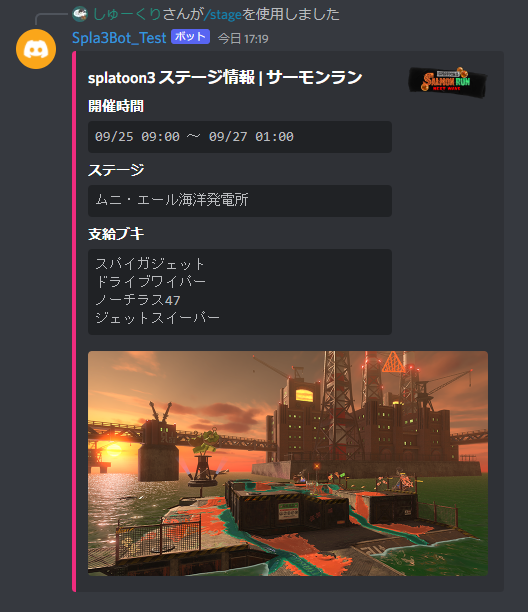 しゅーくりさんが/stageを使用しました
Spla3Bot_Test ボット 今日 17:19
splatoon3 ステージ情報 | サーモンラン
SALMON RUN
NEXT WAVE
開催時間
09/25 09:00 ～ 09/27 01:00
ステージ
ムニ・エール海洋発電所
支給ブキ
スパイガジェット
ドライブワイパー
ノーチラス47
ジェットスイーパー